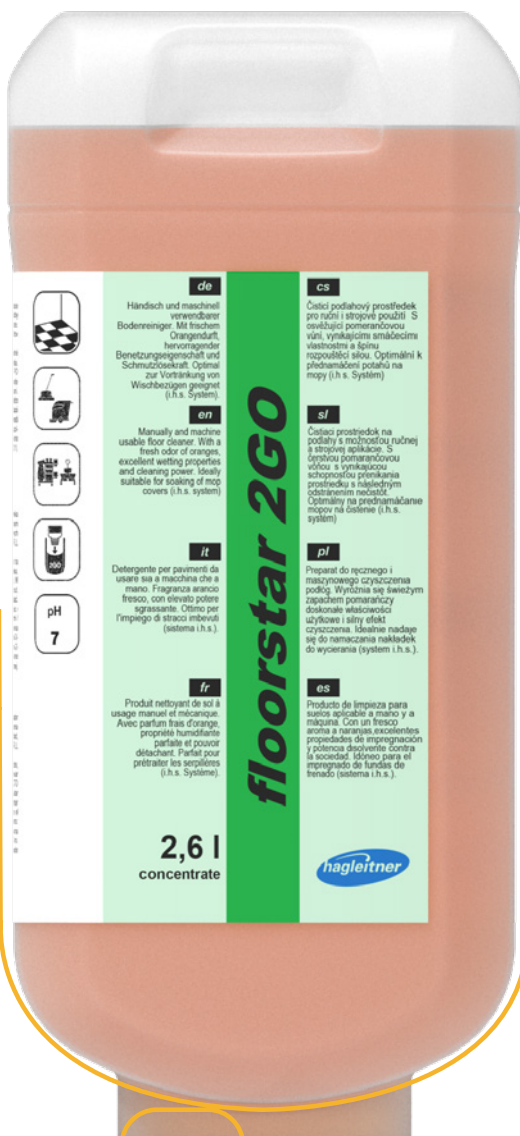 de
Händisch und maschinell
verwendbarer
Bodenreiniger. Mit frischem
Orangenduft,
hervorragender
Benetzungseigenschaft und
Schmutzlösekraft. Optimal
zur Vortränkung von
Wischbezügen geeignet
(i.h.s. System).
en
Manually and machine
usable floor cleaner. With a
fresh odor of oranges,
excellent wetting properties
and cleaning power. Ideally
suitable for soaking of mop
covers (i.h.s. system)
it
Detergente per pavimenti da
usare sia a macchina che a
mano. Fragranza arancio
fresco, con elevato potere
sgrassante. Ottimo per
l'impiego di stracci imbevuti
(sistema i.h.s.).
fr
Produit nettoyant de sol à
usage manuel et mécanique.
Avec parfum frais d'orange,
propriété humidifiante
parfaite et pouvoir
détachant. Parfait pour
prétraiter les serpillères
(i.h.s. Système).
2,6 l
concentrate
floorstar 2GO
cs
Čisticí podlahový prostředek
pro ruční i strojové použití S
osvěžující pomerančovou
vůní, vynikajícími smáčecími
vlastnostmi a špínu
rozpouštěcí silou. Optimální k
přednamáčení potahů na
mopy (i.h.s. Systém)
sl
Čistiaci prostriedok na
podlahy s možnosťou ručnej
a strojovej aplikácie. S
čerstvou pomarančovou
vôňou s vynikajúcou
schopnosťou přenikania
prostriedku s následným
odstránením nečistôt.
Optimálny na prednamáčanie
mopov na čistenie (i.h.s.
systém)
pl
Preparat do ręcznego i
maszynowego czyszczenia
podłóg. Wyróżnia się świeżym
zapachem pomarańczy
doskonałe właściwości
użytkowe i silny efekt
czyszczenia. Idealnie nadaje
się do namaczania nakładek
do wycierania (system i.h.s.).
es
Producto de limpieza para
suelos aplicable a mano y a
máquina. Con un fresco
aroma a naranjas,excelentes
propiedades de impregnación
y potencia disolvente contra
la sociedad. Idóneo para el
impregnado de fundas de
frenado (sistema i.h.s.).
hagleitner
2GO
pH
7